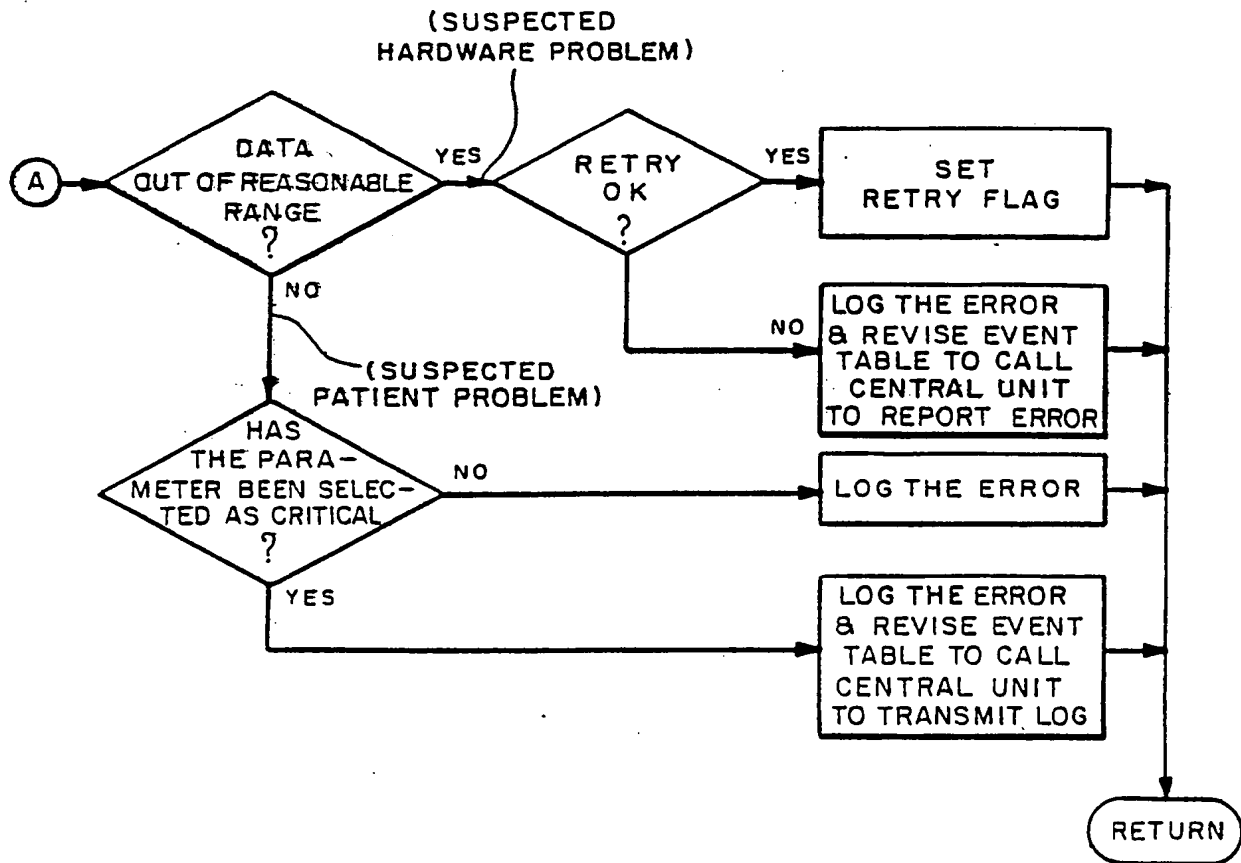 (SUSPECTED
HARDWARE PROBLEM)
A
DATA
OUT OF REASONABLE
RANGE
?
YES
RETRY
OK
?
YES
SET
RETRY FLAG
NO
(SUSPECTED
PATIENT PROBLEM)
NO
LOG THE ERROR
& REVISE EVENT
TABLE TO CALL
CENTRAL UNIT
TO REPORT ERROR
HAS
THE PARA-
METER BEEN SELEC-
TED AS CRITICAL
?
NO
LOG THE ERROR
YES
LOG THE ERROR
& REVISE EVENT
TABLE TO CALL
CENTRAL UNIT
TO TRANSMIT LOG
RETURN